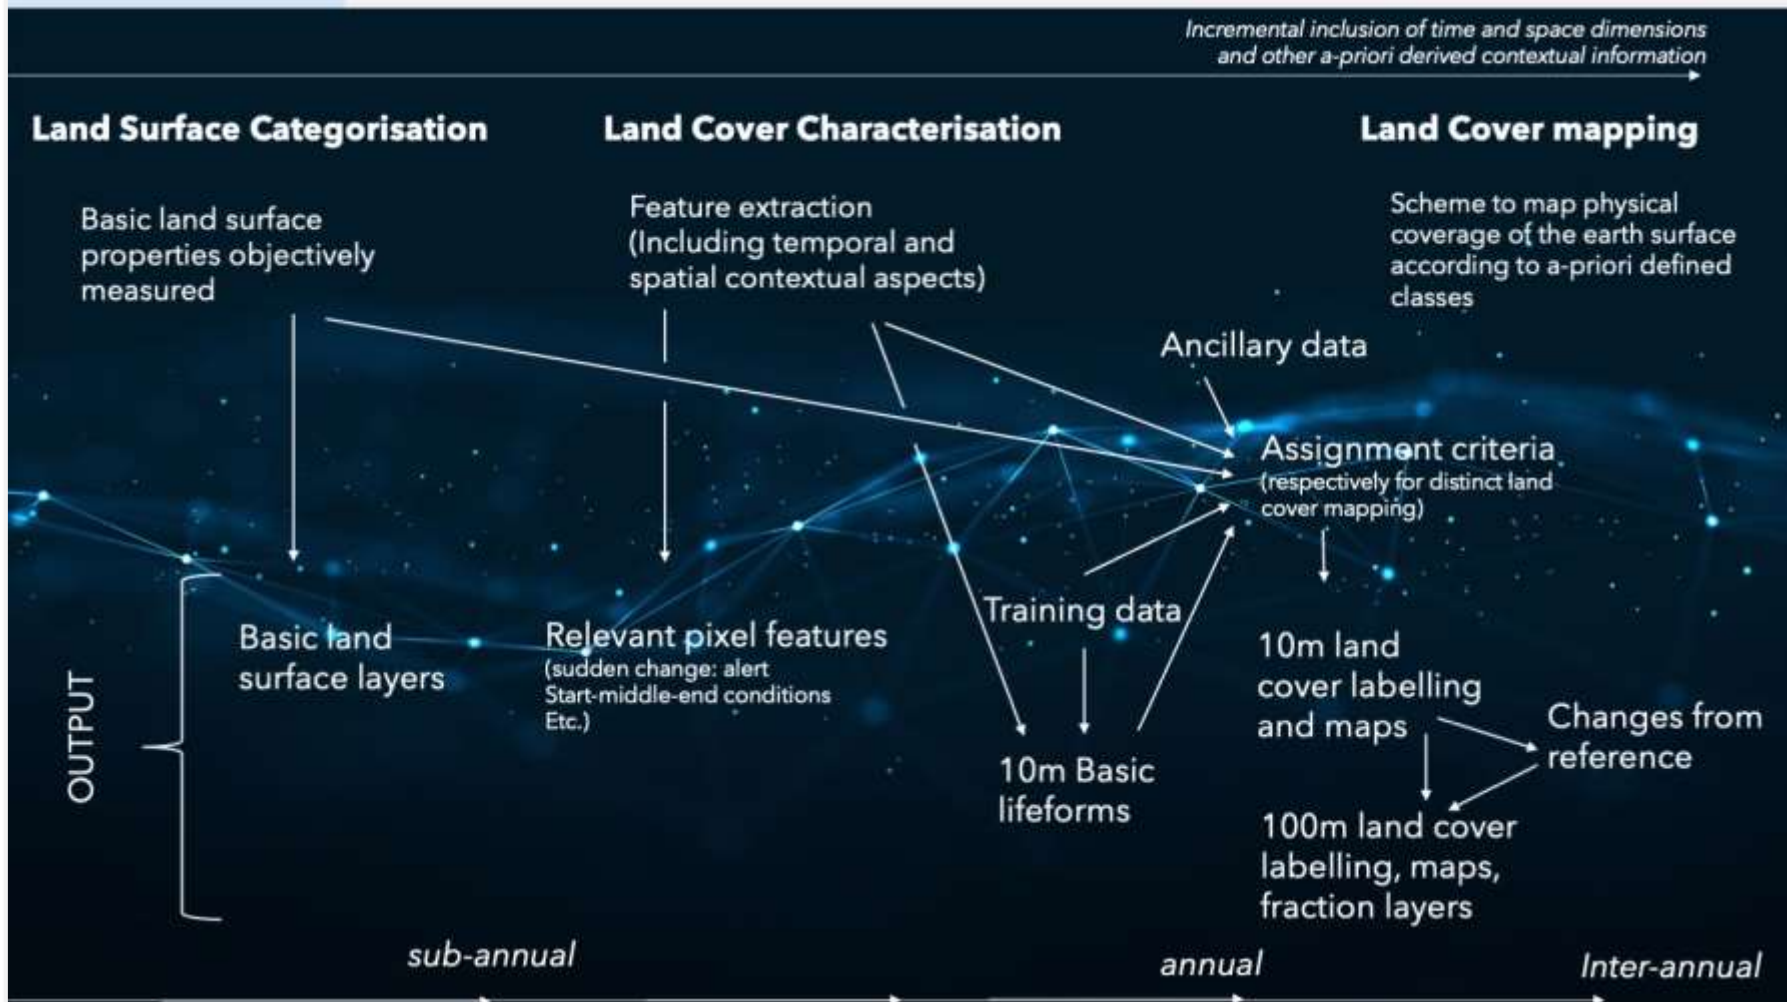 Incremental inclusion of time and space dimensions
and other a-priori derived contextual information
Land Surface Categorisation
Land Cover Characterisation
Land Cover mapping
Basic land surface
properties objectively
measured
Feature extraction
(Including temporal and
spatial contextual aspects)
Scheme to map physical
coverage of the earth surface
according to a-priori defined
classes
Ancillary data
Assignment criteria
(respectively for distinct land
cover mapping)
Training data
OUTPUT
Basic land
surface layers
Relevant pixel features
(sudden change: alert
Start-middle-end conditions
Etc.)
10m Basic
lifeforms
10m land
cover labelling
and maps
Changes from
reference
100m land cover
labelling, maps,
fraction layers
sub-annual
annual
Inter-annual